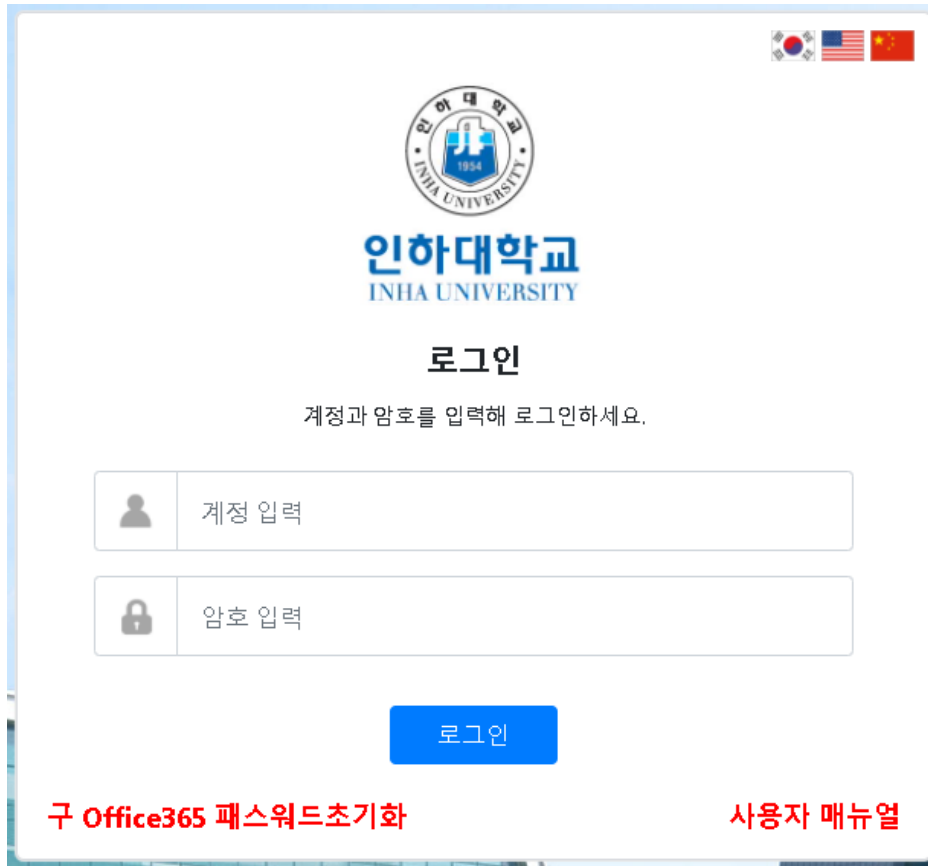 인하대학교
1954
INHA UNIVERSITY
인하대학교
INHA UNIVERSITY
로그인
계정과 암호를 입력해 로그인하세요.
계정 입력
암호 입력
로그인
구 Office365 패스워드초기화 사용자 매뉴얼